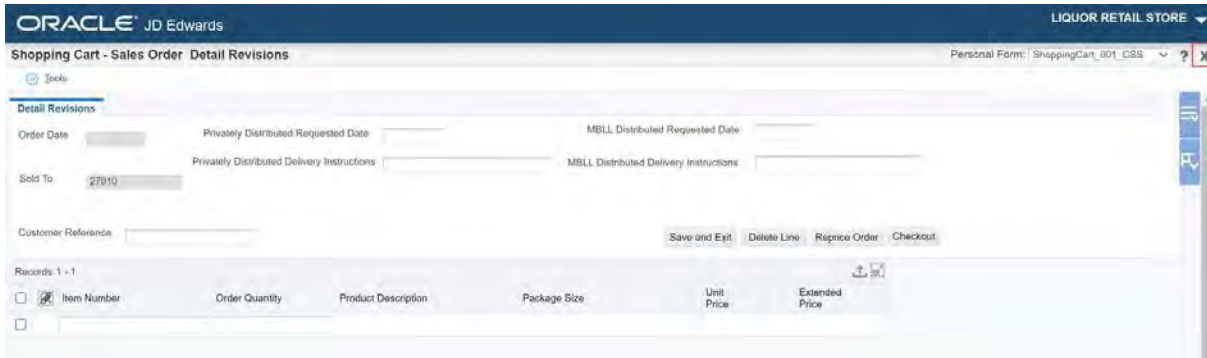 ORACLE JD Edwards LIQUOR RETAIL STORE
Shopping Cart - Sales Order Detail Revisions Personal Form: ShoppingCart_001_CSS ? X
Tools
Detail Revisions
Order Date Privately Distributed Requested Date MBLL Distributed Requested Date
Privately Distributed Delivery Instructions MBLL Distributed Delivery Instructions
Sold To 27010
Customer Reference Save and Exit Delete Line Reprice Order Checkout
Records 1 - 1
Item Number Order Quantity Product Description Package Size Unit Price Extended Price